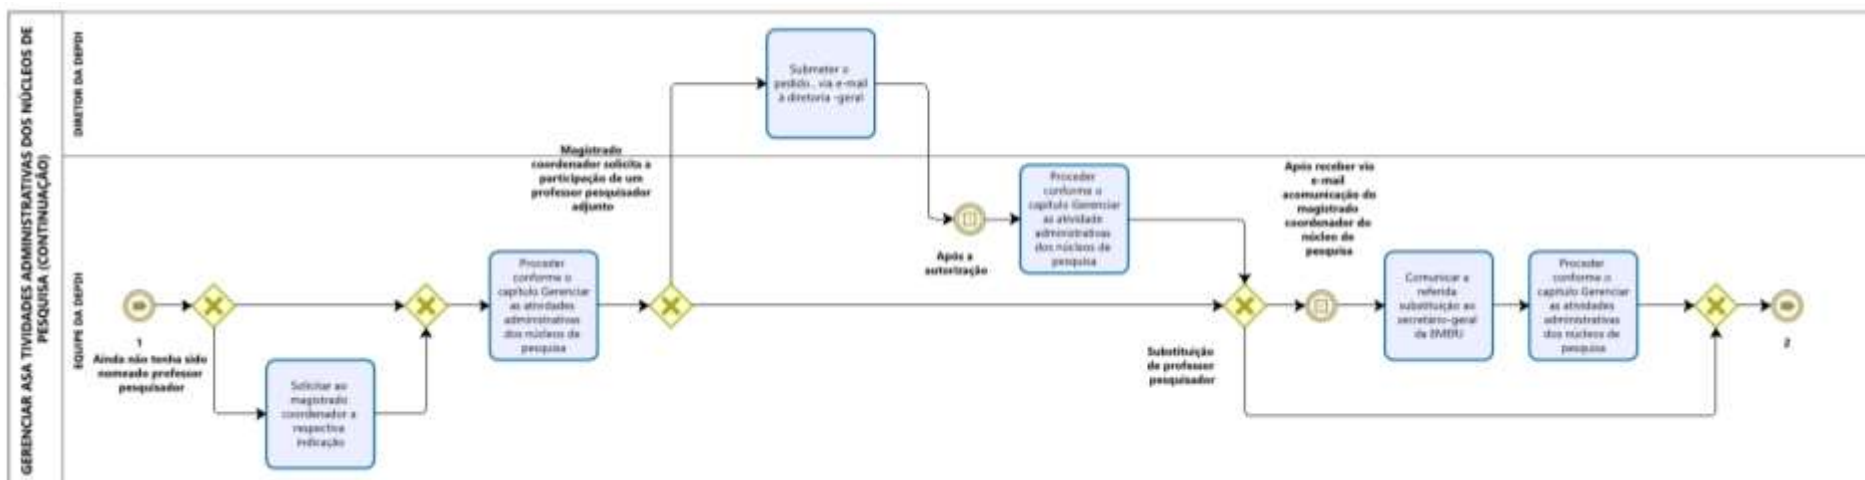 GERENCIAR ASA TIVIDADES ADMINISTRATIVAS DOS NÚCLEOS DE
PESQUISA (CONTINUAÇÃO)
DIRETOR DA DEPDI
Submeter o
pedido., via e-mail
à diretoria -geral
EQUIPE DA DEPDI
1
Ainda não tenha sido
nomeado professor
pesquisador
Solicitar ao
magistrado
coordenador a
respectiva
indicação
Proceder
conforme o
capítulo Gerenciar
as atividades
administrativas
dos núcleos de
pesquisa
Magistrado
coordenador solicita a
participação de um
professor pesquisador
adjunto
Após a
autorização
Proceder
conforme o
capítulo Gerenciar
as atividade
administrativas
dos núcleos de
pesquisa
Substituição
de professor
pesquisador
Após receber via
e-mail
acomunicação do
magistrado
coordenador do
núcleo de
pesquisa
Comunicar a
referida
substituição ao
secretário-geral
da EMERJ
Proceder
conforme o
capítulo Gerenciar
as atividades
administrativas
dos núcleos de
pesquisa
2